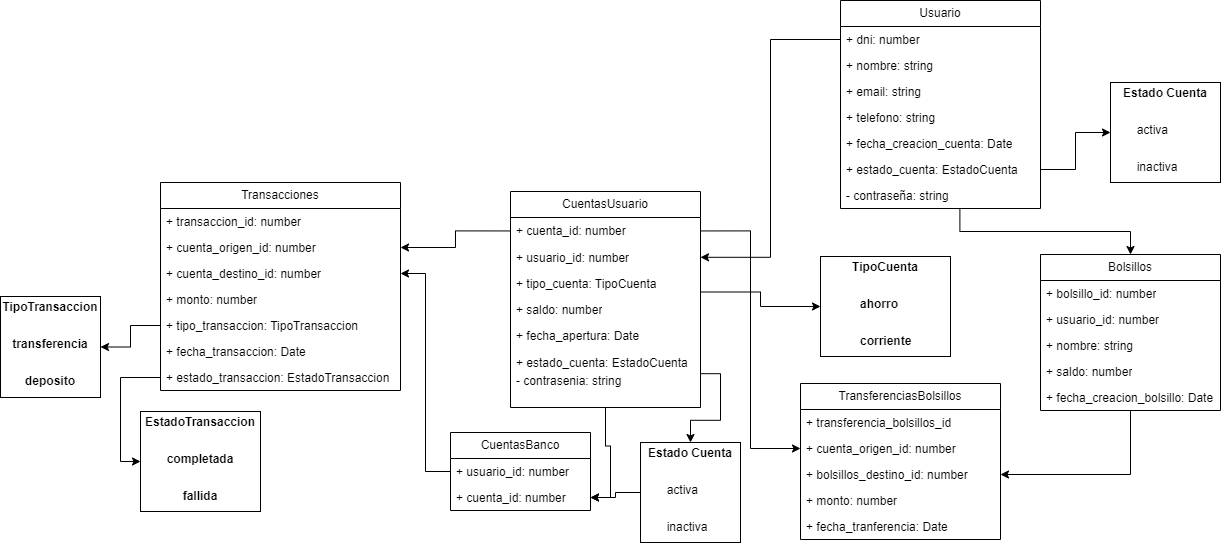 Usuario
+ dni: number
+ nombre: string
+ email: string
+ telefono: string
+ fecha_creacion_cuenta: Date
+ estado_cuenta: EstadoCuenta
- contraseña: string
Estado Cuenta
activa
inactiva
Transacciones
+ transaccion_id: number
+ cuenta_origen_id: number
+ cuenta_destino_id: number
+ monto: number
+ tipo_transaccion: TipoTransaccion
+ fecha_transaccion: Date
+ estado_transaccion: EstadoTransaccion
CuentasUsuario
+ cuenta_id: number
+ usuario_id: number
+ tipo_cuenta: TipoCuenta
+ saldo: number
+ fecha_apertura: Date
+ estado_cuenta: EstadoCuenta
- contrasenia: string
TipoCuenta
ahorro
corriente
Bolsillos
+ bolsillo_id: number
+ usuario_id: number
+ nombre: string
+ saldo: number
+ fecha_creacion_bolsillo: Date
TipoTransaccion
transferencia
deposito
EstadoTransaccion
completada
fallida
CuentasBanco
+ usuario_id: number
+ cuenta_id: number
Estado Cuenta
activa
inactiva
TransferenciasBolsillos
+ transferencia_bolsillos_id
+ cuenta_origen_id: number
+ bolsillos_destino_id: number
+ monto: number
+ fecha_tranferencia: Date